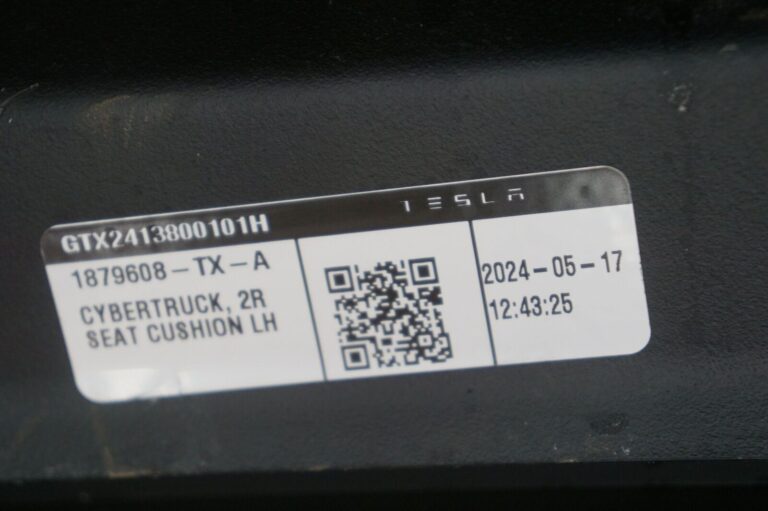 GTX2413800101H
TESLA
1879608-TX-A
CYBERTRUCK, 2R
SEAT CUSHION LH
2024-05-17
12:43:25